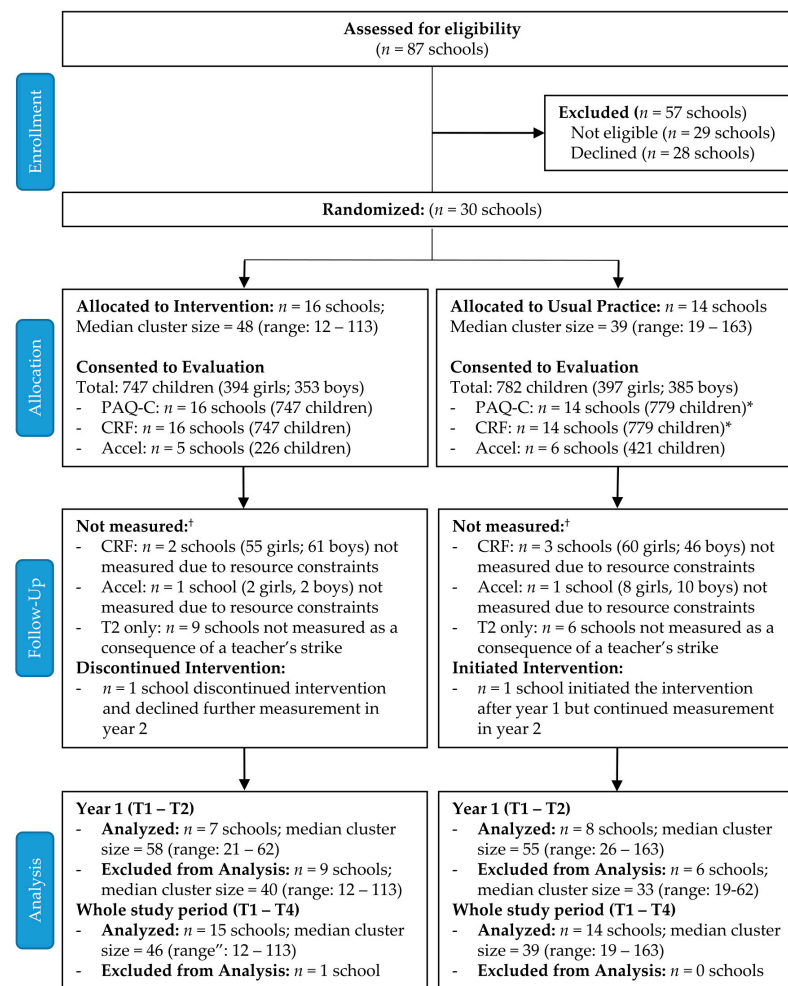 Assessed for eligibility
(n = 87 schools)
Enrollment
Excluded (n = 57 schools)
Not eligible (n = 29 schools)
Declined (n = 28 schools)
Randomized: (n = 30 schools)
Allocation
Allocated to Intervention: n = 16 schools;
Median cluster size = 48 (range: 12 – 113)
Consented to Evaluation
Total: 747 children (394 girls; 353 boys)
- PAQ-C: n = 16 schools (747 children)
- CRF: n = 16 schools (747 children)
- Accel: n = 5 schools (226 children)
Allocated to Usual Practice: n = 14 schools
Median cluster size = 39 (range: 19 – 163)
Consented to Evaluation
Total: 782 children (397 girls; 385 boys)
- PAQ-C: n = 14 schools (779 children)*
- CRF: n = 14 schools (779 children)*
- Accel: n = 6 schools (421 children)
Follow-Up
Not measured:†
- CRF: n = 2 schools (55 girls; 61 boys) not
measured due to resource constraints
- Accel: n = 1 school (2 girls, 2 boys) not
measured due to resource constraints
- T2 only: n = 9 schools not measured as a
consequence of a teacher's strike
Discontinued Intervention:
- n = 1 school discontinued intervention
and declined further measurement in
year 2
Not measured:†
- CRF: n = 3 schools (60 girls; 46 boys) not
measured due to resource constraints
- Accel: n = 1 school (8 girls, 10 boys) not
measured due to resource constraints
- T2 only: n = 6 schools not measured as a
consequence of a teacher's strike
Initiated Intervention:
- n = 1 school initiated the intervention
after year 1 but continued measurement
in year 2
Analysis
Year 1 (T1 – T2)
- Analyzed: n = 7 schools; median cluster
size = 58 (range: 21 – 62)
- Excluded from Analysis: n = 9 schools;
median cluster size = 40 (range: 12 – 113)
Whole study period (T1 – T4)
- Analyzed: n = 15 schools; median cluster
size = 46 (range”: 12 – 113)
- Excluded from Analysis: n = 1 school
Year 1 (T1 – T2)
- Analyzed: n = 8 schools; median cluster
size = 55 (range: 26 – 163)
- Excluded from Analysis: n = 6 schools;
median cluster size = 33 (range: 19-62)
Whole study period (T1 – T4)
- Analyzed: n = 14 schools; median cluster
size = 39 (range: 19 – 163)
- Excluded from Analysis: n = 0 schools